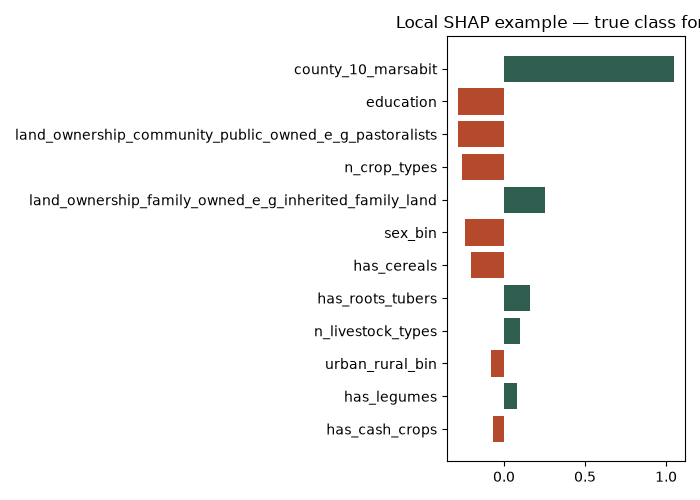 Local SHAP example — true class for
county_10_marsabit
education
land_ownership_community_public_owned_e_g_pastoralists
n_crop_types
land_ownership_family_owned_e_g_inherited_family_land
sex_bin
has_cereals
has_roots_tubers
n_livestock_types
urban_rural_bin
has_legumes
has_cash_crops
0.0 0.5 1.0